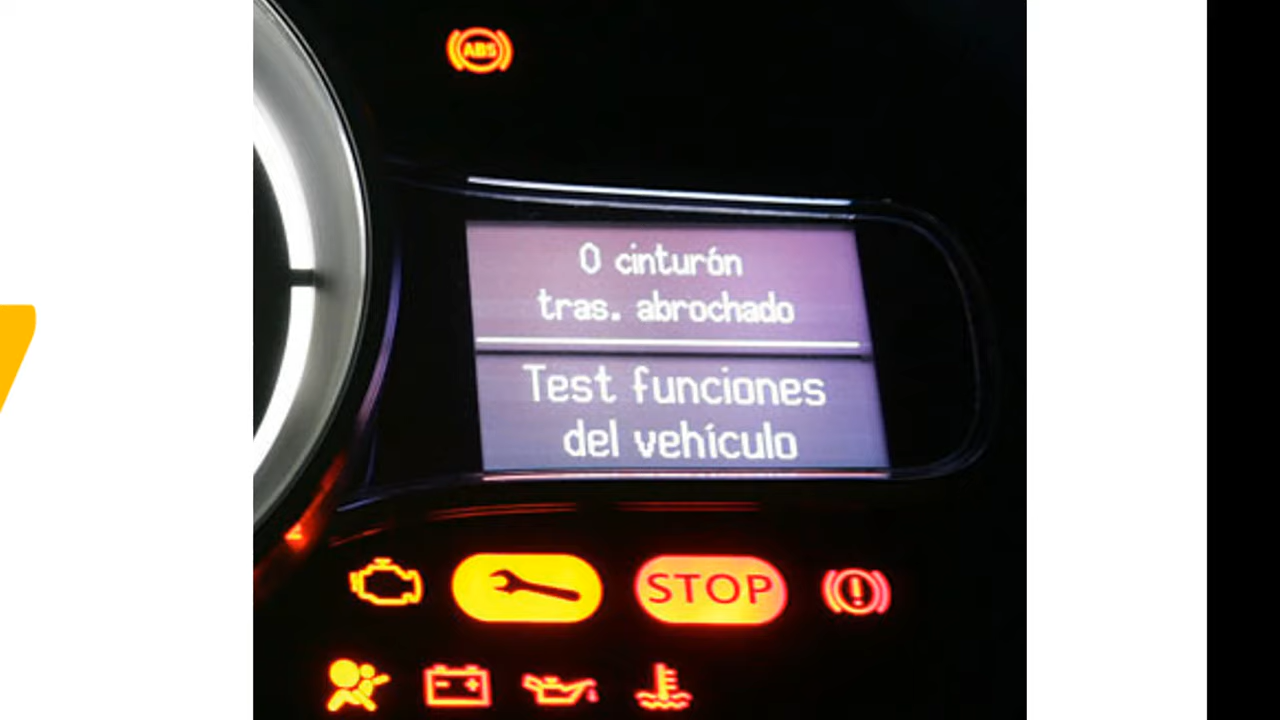 ABS
0 cinturón
tras. abrochado
Test funciones
del vehículo
STOP